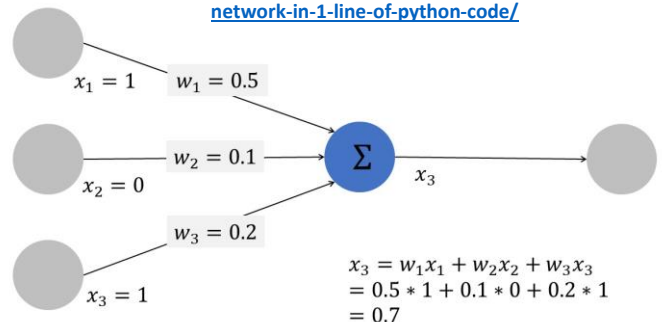 network-in-1-line-of-python-code/
x₁ = 1
w₁ = 0.5
x₂ = 0
w₂ = 0.1
Σ
x₃
w₃ = 0.2
x₃ = 1
x₃ = w₁x₁ + w₂x₂ + w₃x₃
= 0.5 * 1 + 0.1 * 0 + 0.2 * 1
= 0.7